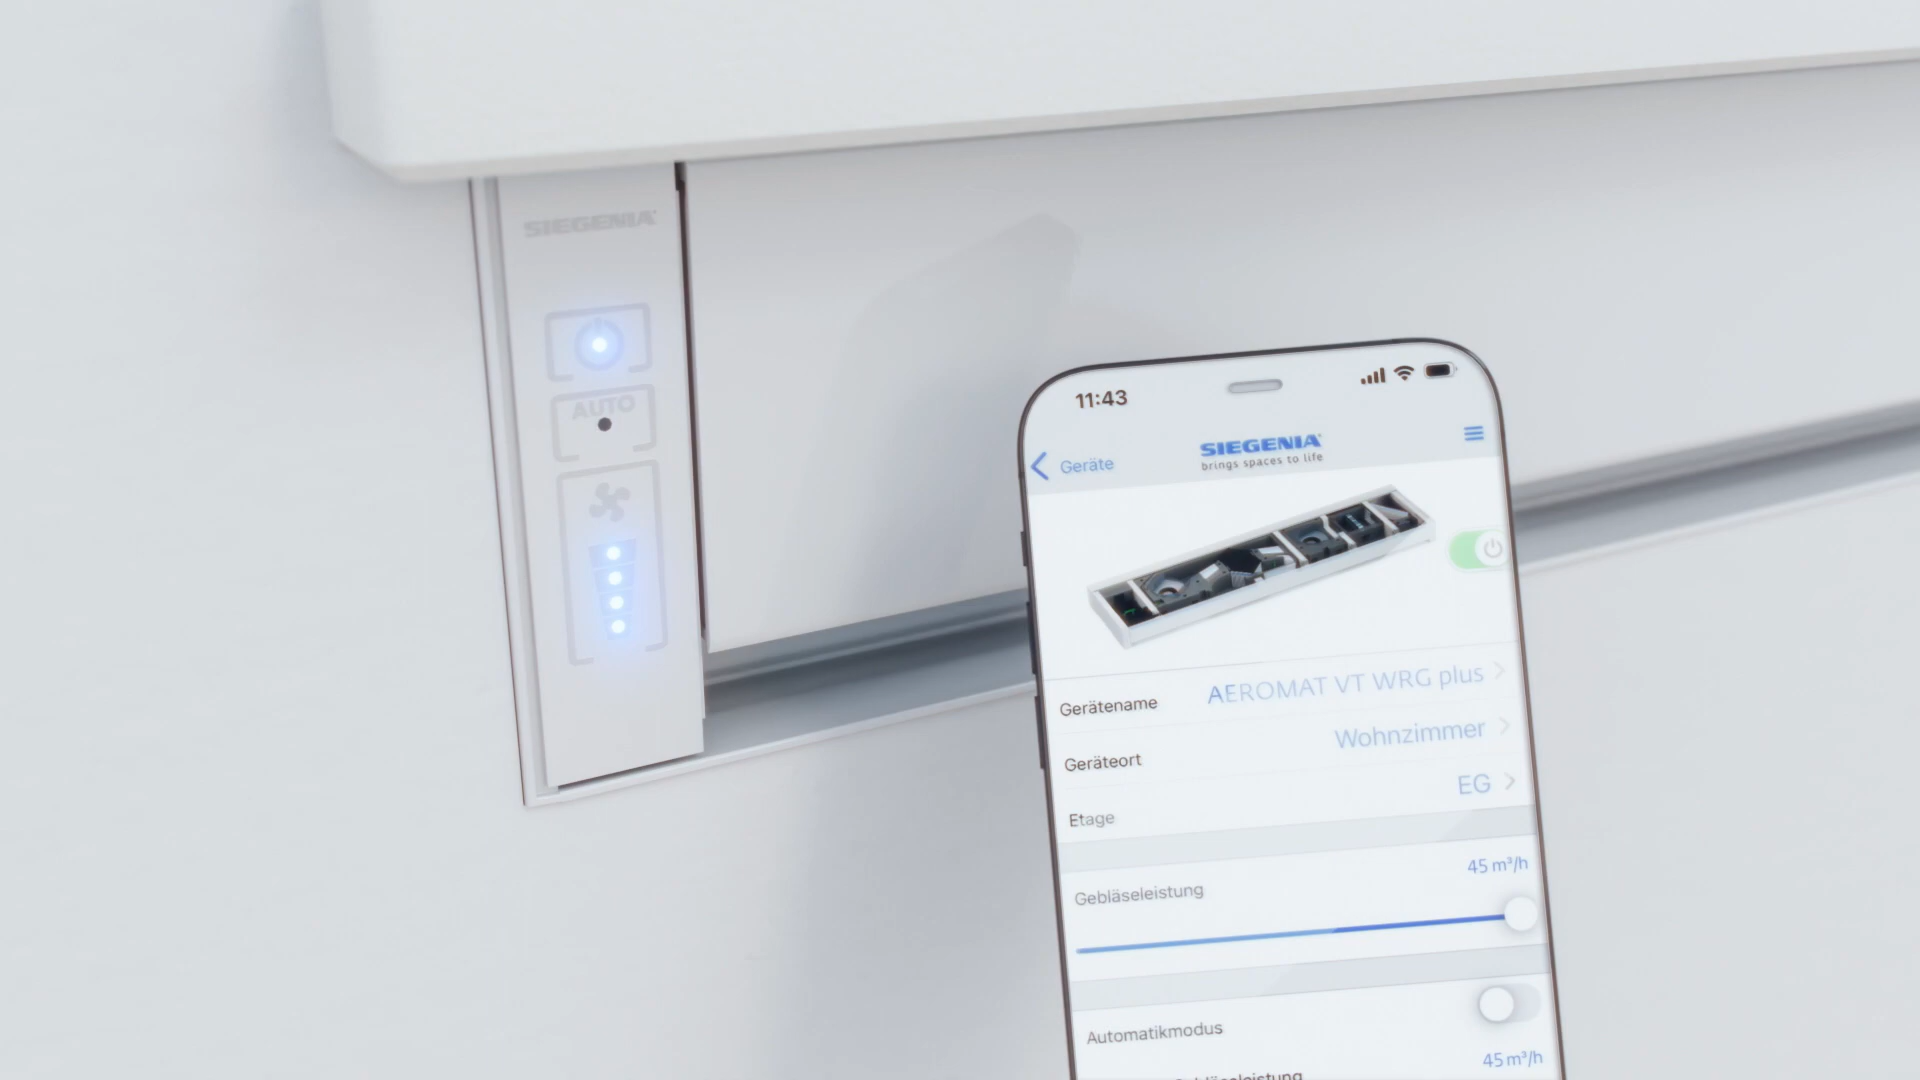 SIEGENIA
AUTO
11:43
Geräte
SIEGENIA
brings spaces to life
Gerätename
AEROMAT VT WRG plus
Geräteort
Wohnzimmer
Etage
EG
Gebläseleistung
45 m³/h
Automatikmodus
45 m³/h